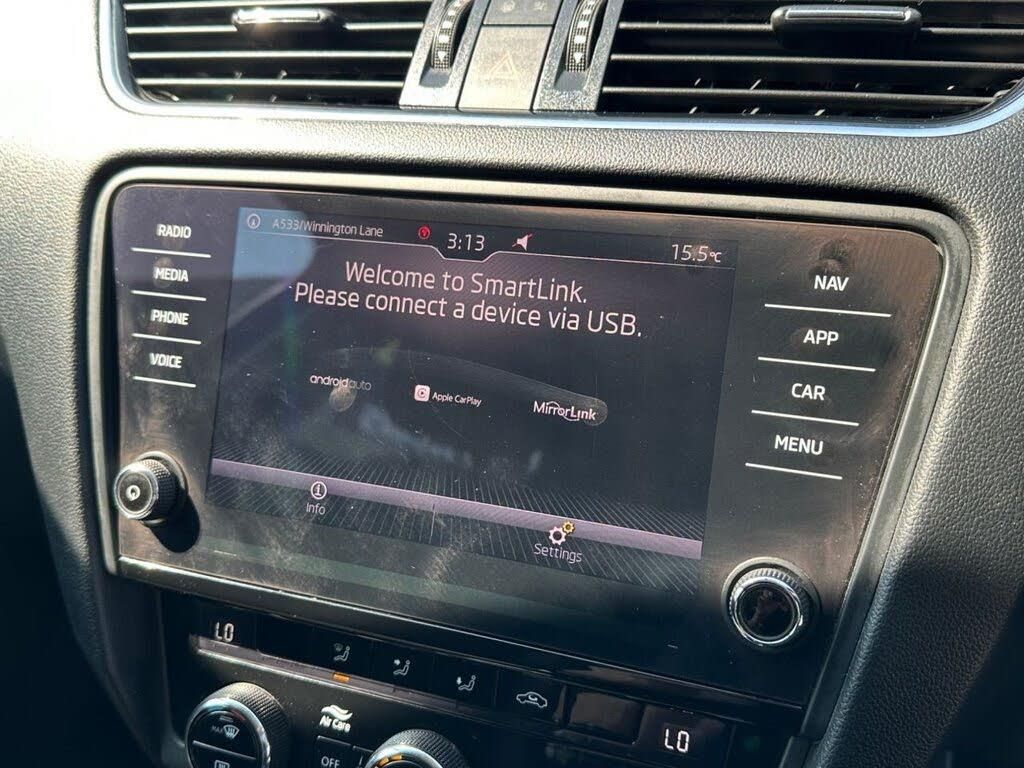 RADIO
MEDIA
PHONE
VOICE
A533/Winnington Lane
3:13
15.5°C
Welcome to SmartLink.
Please connect a device via USB.
androidauto
Apple CarPlay
MirrorLink
Info
Settings
NAV
APP
CAR
MENU
LO
LO
MAX
Air Care
OFF